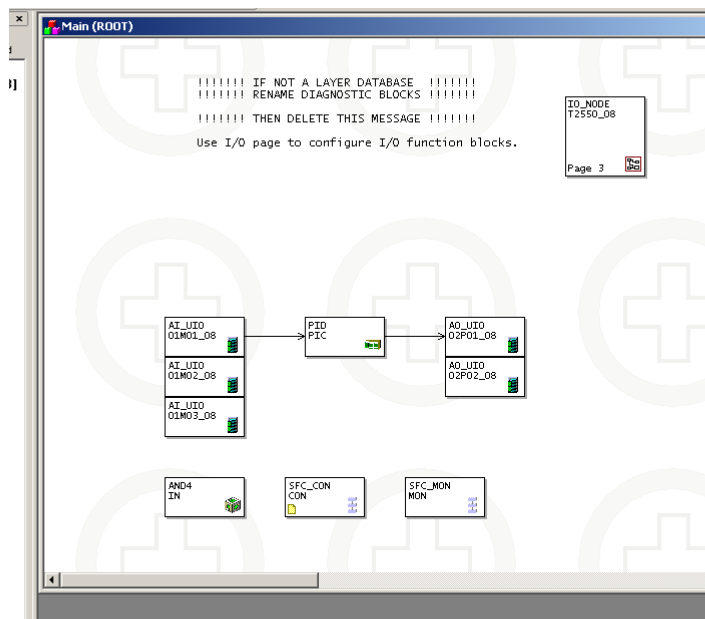 Main (ROOT)
!!!!!!! IF NOT A LAYER DATABASE !!!!!!!
!!!!!!! RENAME DIAGNOSTIC BLOCKS !!!!!!!
!!!!!!! THEN DELETE THIS MESSAGE !!!!!!!
Use I/O page to configure I/O function blocks.
IO_NODE
T2550_08
Page 3
AI_UIO
01M01_08
AI_UIO
01M02_08
AI_UIO
01M03_08
PID
PIC
AO_UIO
02P01_08
AO_UIO
02P02_08
AND4
IN
SFC_CON
CON
SFC_MON
MON